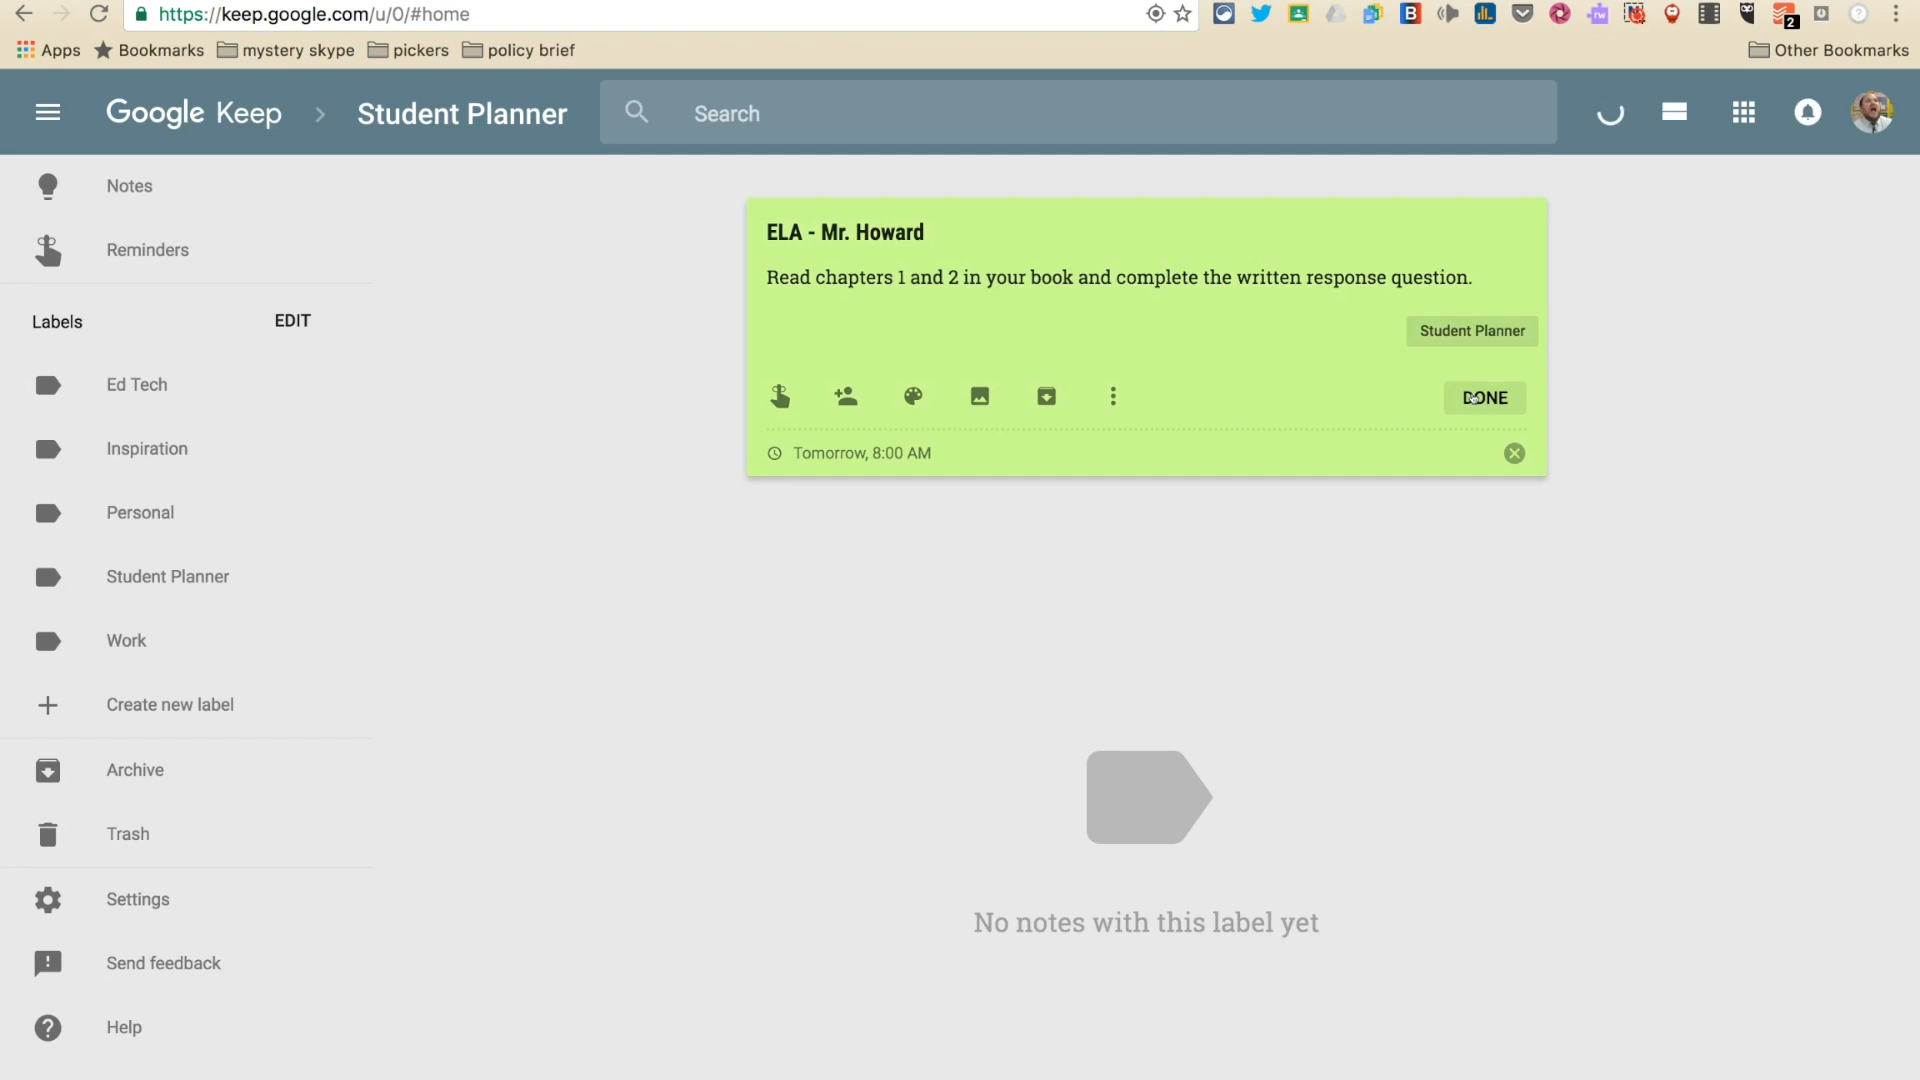 https://keep.google.com/u/0/#home
Apps Bookmarks mystery skype pickers policy brief Other Bookmarks
Google Keep > Student Planner Search
Notes
Reminders
Labels EDIT
Ed Tech
Inspiration
Personal
Student Planner
Work
Create new label
Archive
Trash
Settings
Send feedback
Help
ELA - Mr. Howard
Read chapters 1 and 2 in your book and complete the written response question.
Student Planner
DONE
Tomorrow, 8:00 AM
No notes with this label yet
B
rw
2